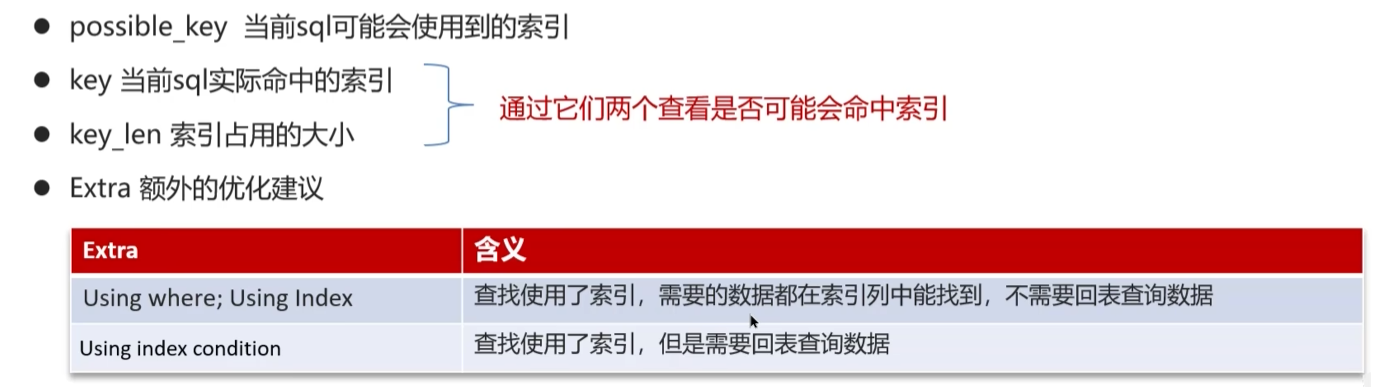 possible_key 当前sql可能会使用到的索引
key 当前sql实际命中的索引
key_len 索引占用的大小
通过它们两个查看是否可能会命中索引
Extra 额外的优化建议
Extra 含义
Using where; Using Index 查找使用了索引，需要的数据都在索引列中能找到，不需要回表查询数据
Using index condition 查找使用了索引，但是需要回表查询数据